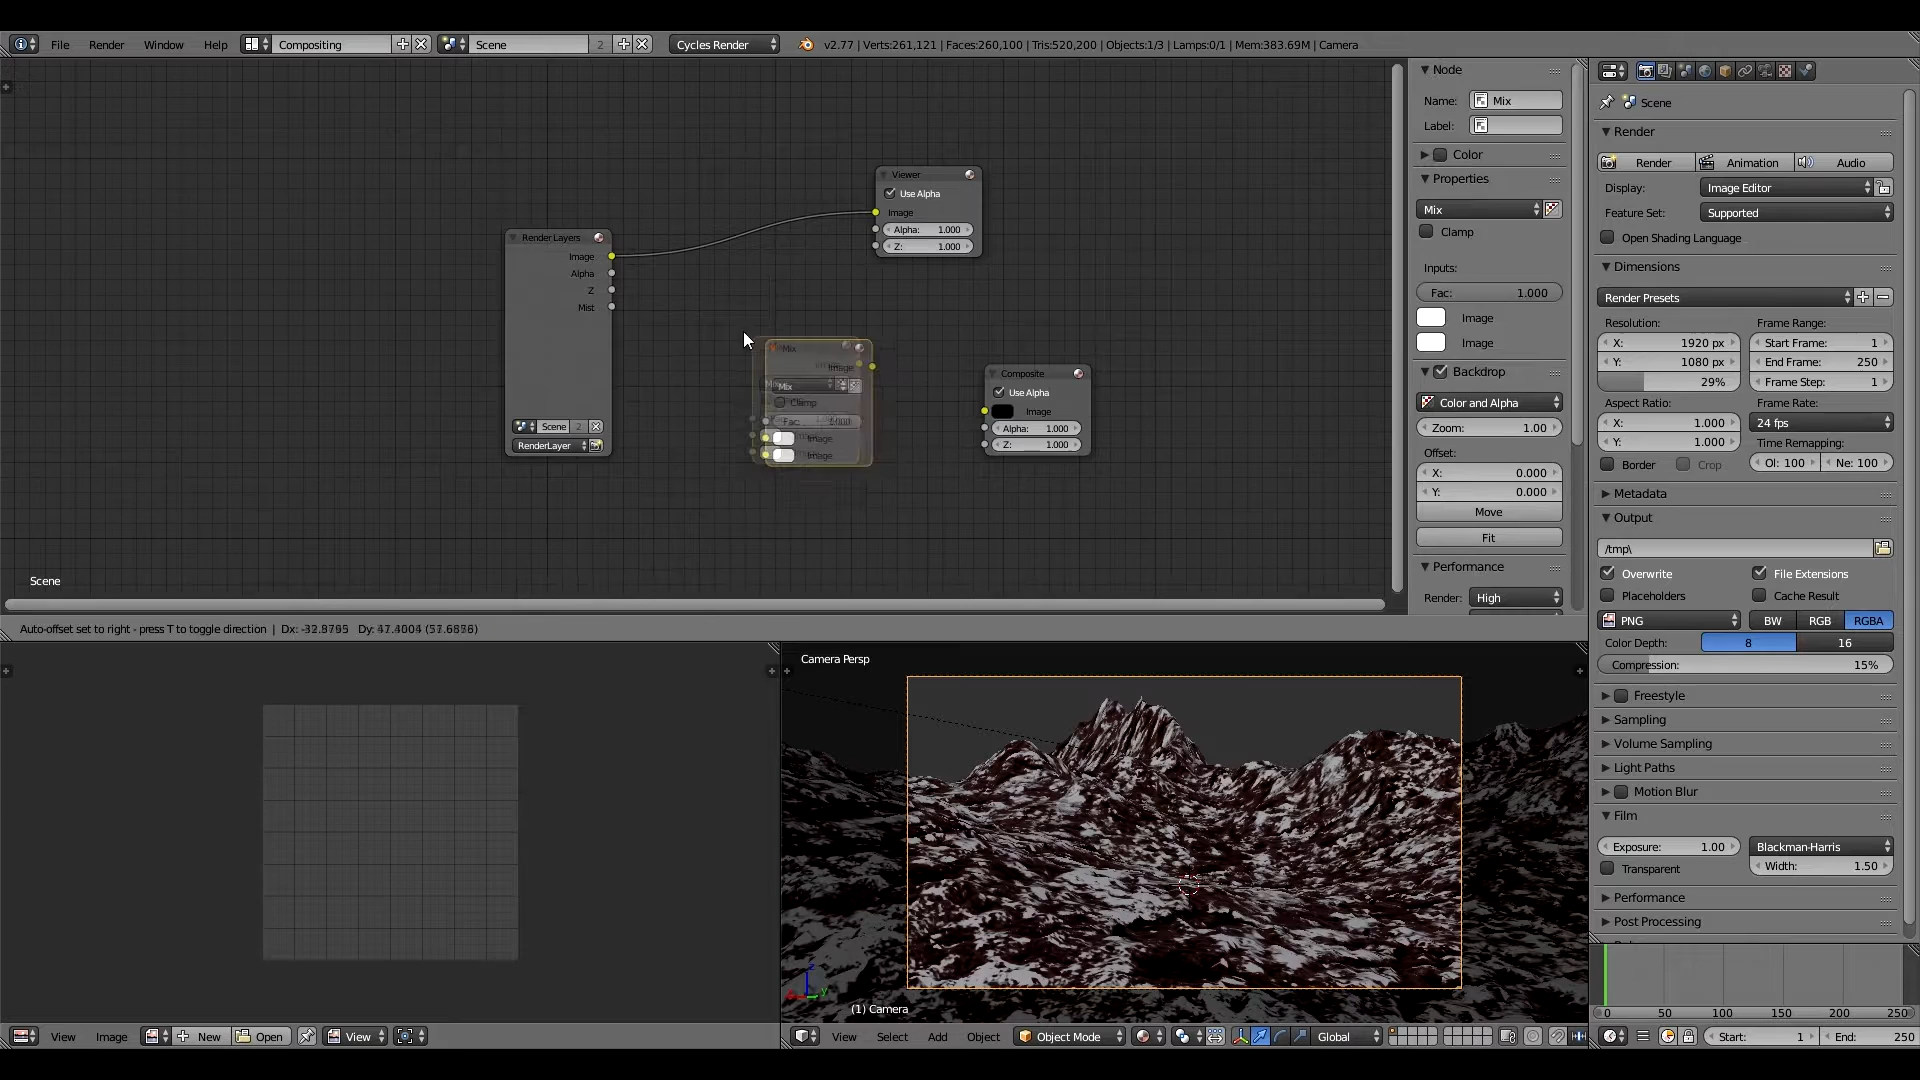 File Render Window Help Compositing Scene 2 Cycles Render v2.77 | Verts:261,121 | Faces:260,100 | Tris:520,200 | Objects:1/3 | Lamps:0/1 | Mem:383.69M | Camera
Viewer
Use Alpha
Image
Alpha: 1.000
Z: 1.000
Render Layers
Image
Alpha
Z
Mist
Scene 2
RenderLayer
Mix
Image
Mix
Clamp
Fac:
Image
Image
Composite
Use Alpha
Image
Alpha: 1.000
Z: 1.000
Scene
Node
Name: Mix
Label:
Color
Properties
Mix
Clamp
Inputs:
Fac: 1.000
Image
Image
Backdrop
Color and Alpha
Zoom: 1.00
Offset:
X: 0.000
Y: 0.000
Move
Fit
Performance
Render: High
Scene
Render
Render Animation Audio
Display: Image Editor
Feature Set: Supported
Open Shading Language
Dimensions
Render Presets
Resolution: Frame Range:
X: 1920 px Start Frame: 1
Y: 1080 px End Frame: 250
29% Frame Step: 1
Aspect Ratio: Frame Rate:
X: 1.000 24 fps
Y: 1.000 Time Remapping:
Border Crop Ol: 100 Ne: 100
Metadata
Output
/tmp\
Overwrite File Extensions
Placeholders Cache Result
PNG BW RGB RGBA
Color Depth: 8 16
Compression: 15%
Freestyle
Sampling
Volume Sampling
Light Paths
Motion Blur
Film
Exposure: 1.00 Blackman-Harris
Transparent Width: 1.50
Performance
Post Processing
Auto-offset set to right - press T to toggle direction | Dx: -32.8795 Dy: 47.4004 (57.6876)
Camera Persp
z
y
(1) Camera
0 50 100 150 200 250
View Image New Open View
View Select Add Object Object Mode Global
Start: 1 End: 250